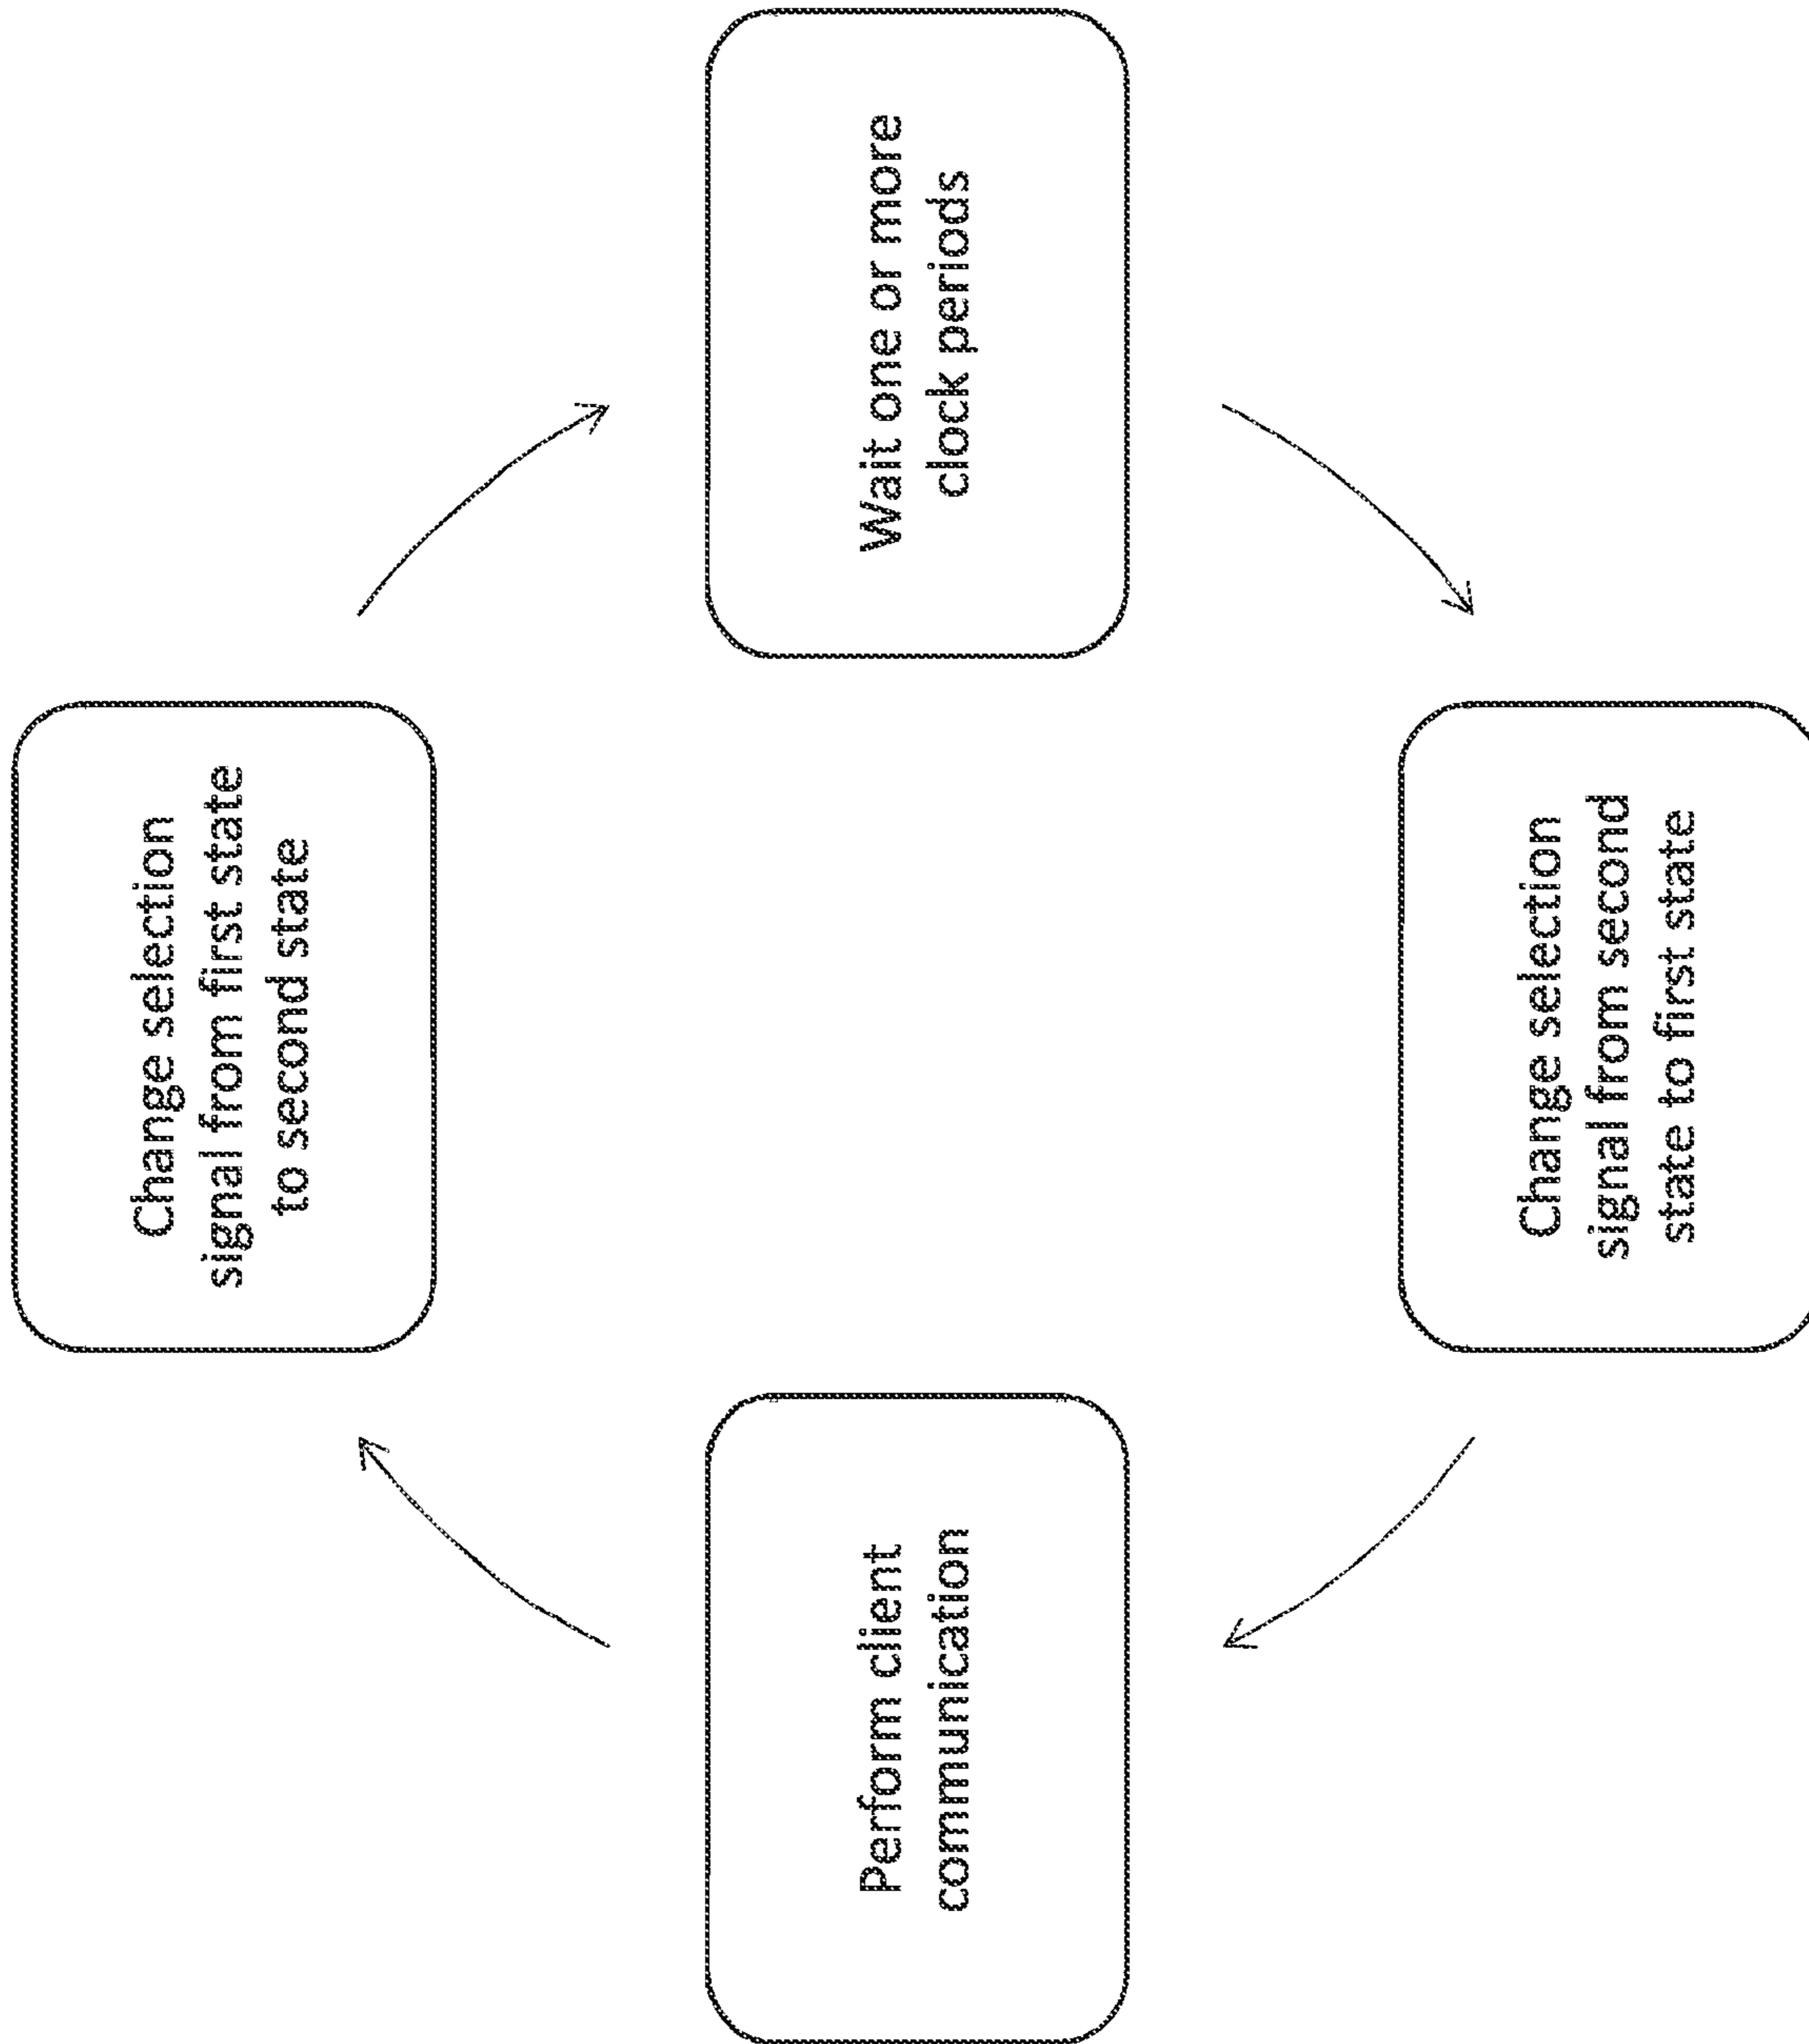 Change selection
signal from first state
to second state
Wait one or more
clock periods
Change selection
signal from second
state to first state
Perform client
communication